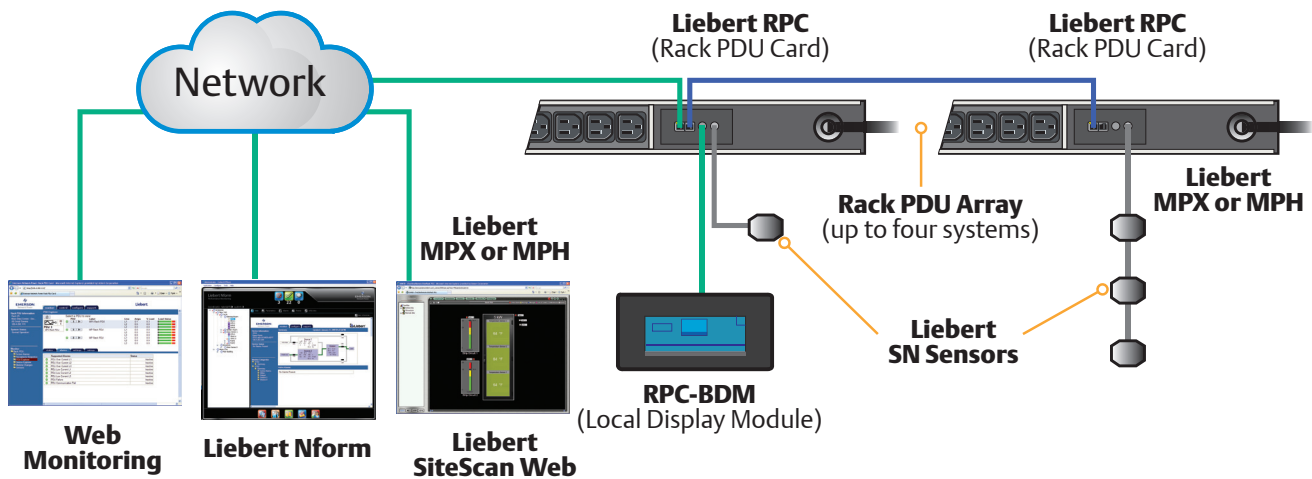 Liebert RPC
(Rack PDU Card)
Liebert RPC
(Rack PDU Card)
Network
Liebert
MPX or MPH
Rack PDU Array
(up to four systems)
Liebert
MPX or MPH
Liebert
SN Sensors
RPC-BDM
(Local Display Module)
Web
Monitoring
Liebert Nform
Liebert
SiteScan Web